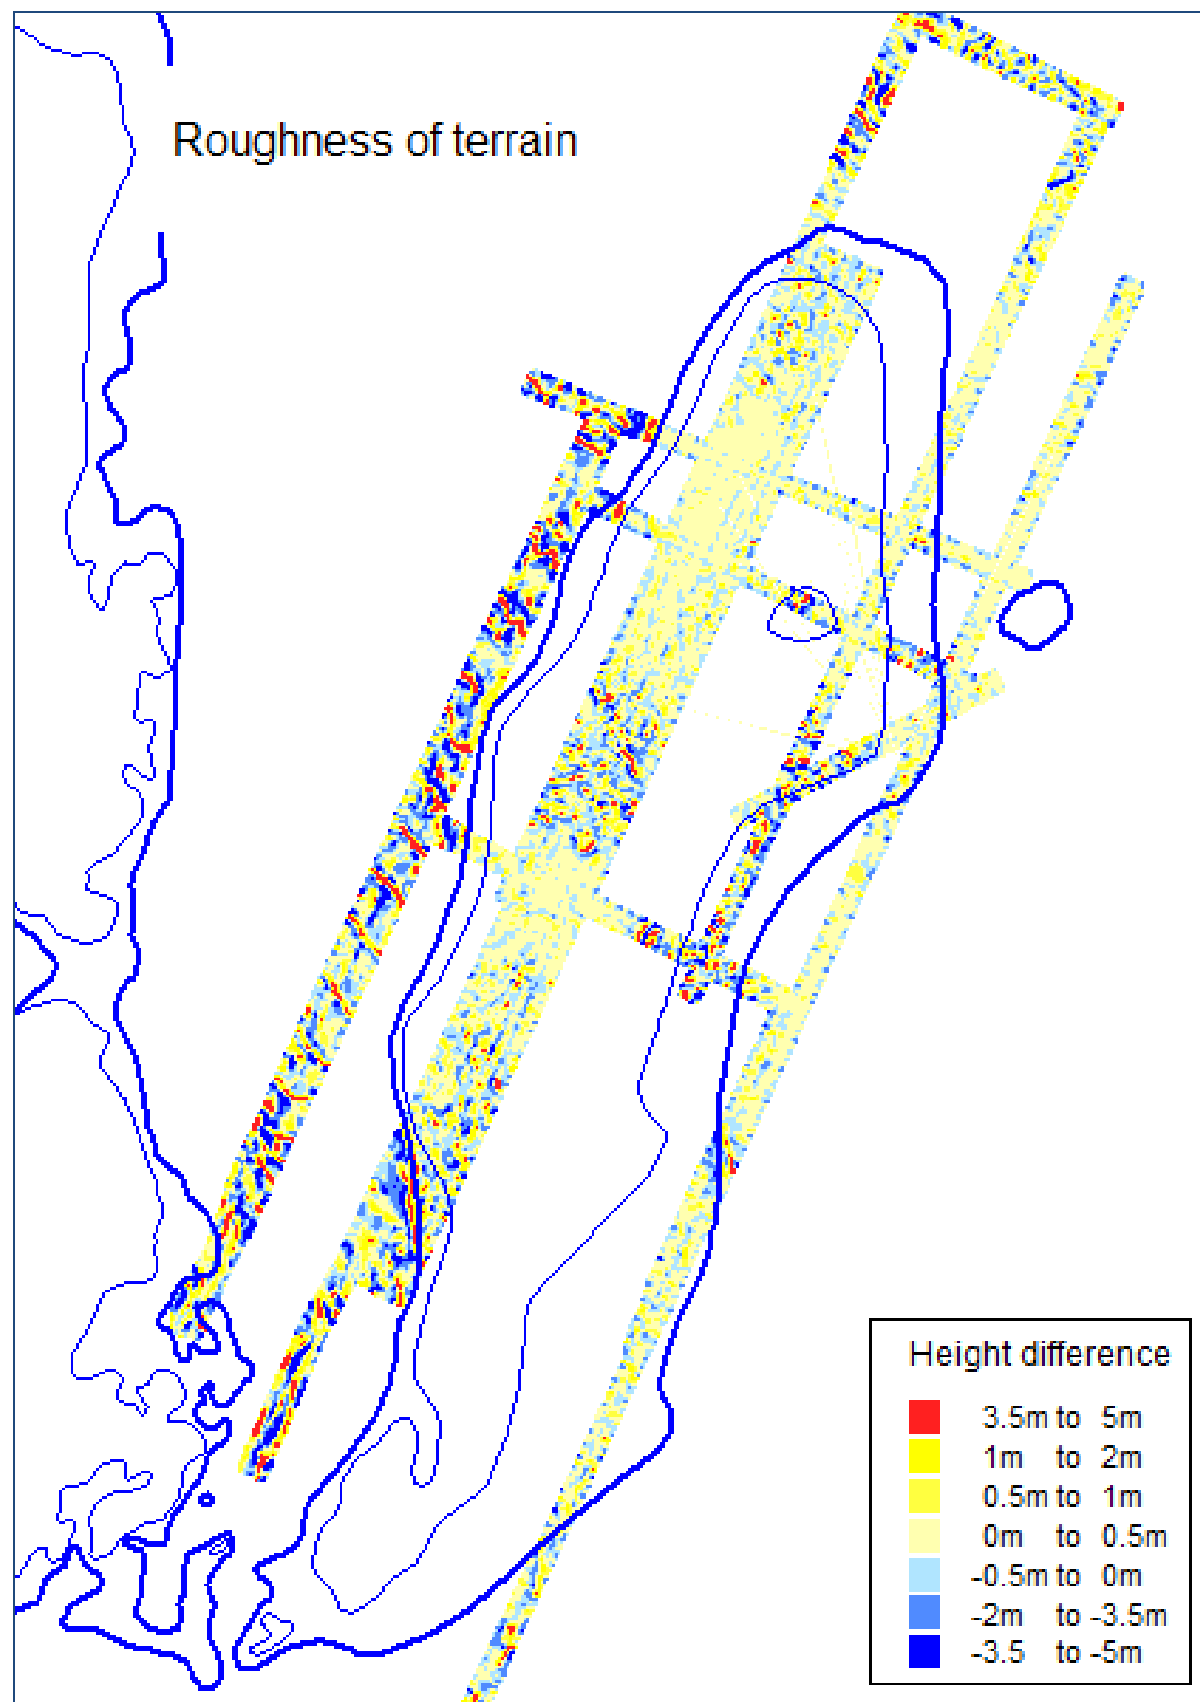 Roughness of terrain
Height difference
3.5m to 5m
1m to 2m
0.5m to 1m
0m to 0.5m
-0.5m to 0m
-2m to -3.5m
-3.5 to -5m